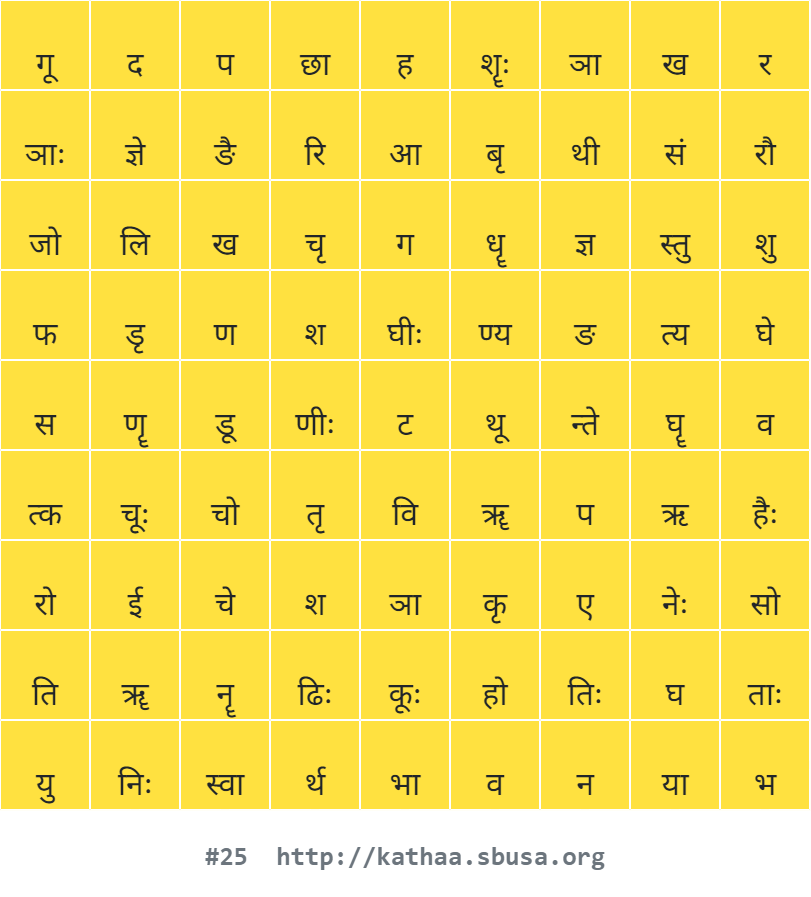 गू द प छा ह शॄः ञा ख र
ञाः ज्ञे ङै रि आ बृ थी सं रौ
जो लि ख चृ ग धॄ ज्ञ स्तु शु
फ डृ ण श घीः ण्य ङ त्य घे
स णॄ डू णीः ट थू न्ते घॄ व
त्क चूः चो तृ वि ॠ प ऋ हैः
रो ई चे श ञा कृ ए नेः सो
ति ॠ नॄ ढिः कूः हो तिः घ ताः
यु निः स्वा र्थ भा व न या भ
#25 http://kathaa.sbusa.org